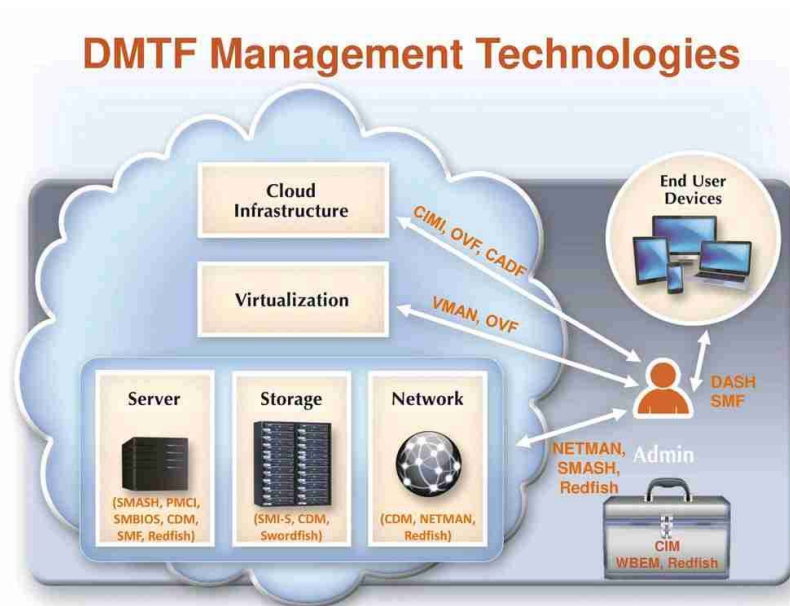 DMTF Management Technologies
Cloud
Infrastructure
CIMI, OVF, CADF
End User
Devices
Virtualization
VMAN, OVF
Server
Storage
Network
(SMASH, PMCI,
SMBIOS, CDM,
SMF, Redfish)
(SMI-S, CDM,
Swordfish)
(CDM, NETMAN,
Redfish)
DASH
SMF
NETMAN,
SMASH,
Redfish
Admin
CIM
WBEM, Redfish